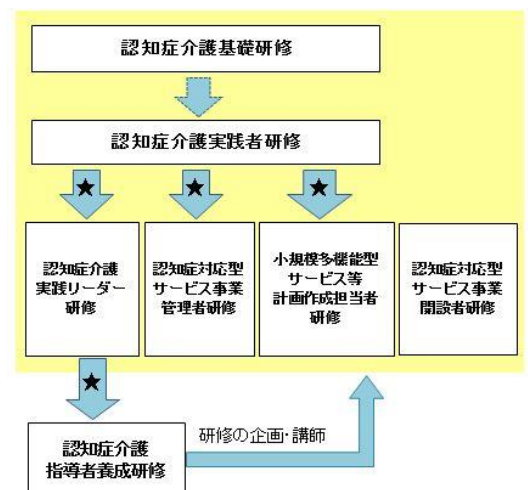 認知症介護基礎研修
認知症介護実践者研修
★
★
★
認知症介護
実践リーダー
研修
認知症対応型
サービス事業
管理者研修
小規模多機能型
サービス等
計画作成担当者
研修
認知症対応型
サービス事業
開設者研修
★
認知症介護
指導者養成研修
研修の企画・講師